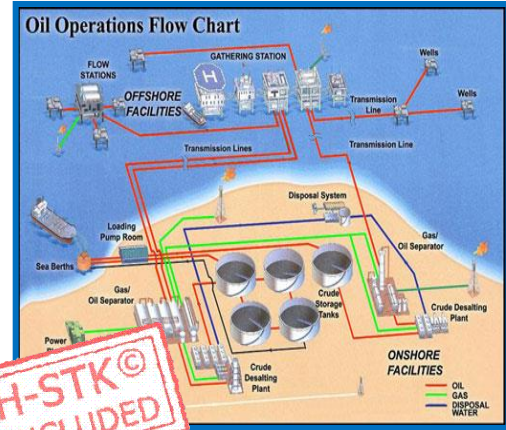 Oil Operations Flow Chart
FLOW
STATIONS
GATHERING STATION
Wells
OFFSHORE
FACILITIES
Transmission
Line
Wells
Transmission Lines
Transmission Line
Disposal System
Loading
Pump Room
Gas/
Oil Separator
Sea Berths
Gas/
Oil Separator
Crude
Storage
Tanks
Crude Desalting
Plant
Power
Crude
Desalting
Plant
ONSHORE
FACILITIES
OIL
GAS
DISPOSAL
WATER
H-STK©